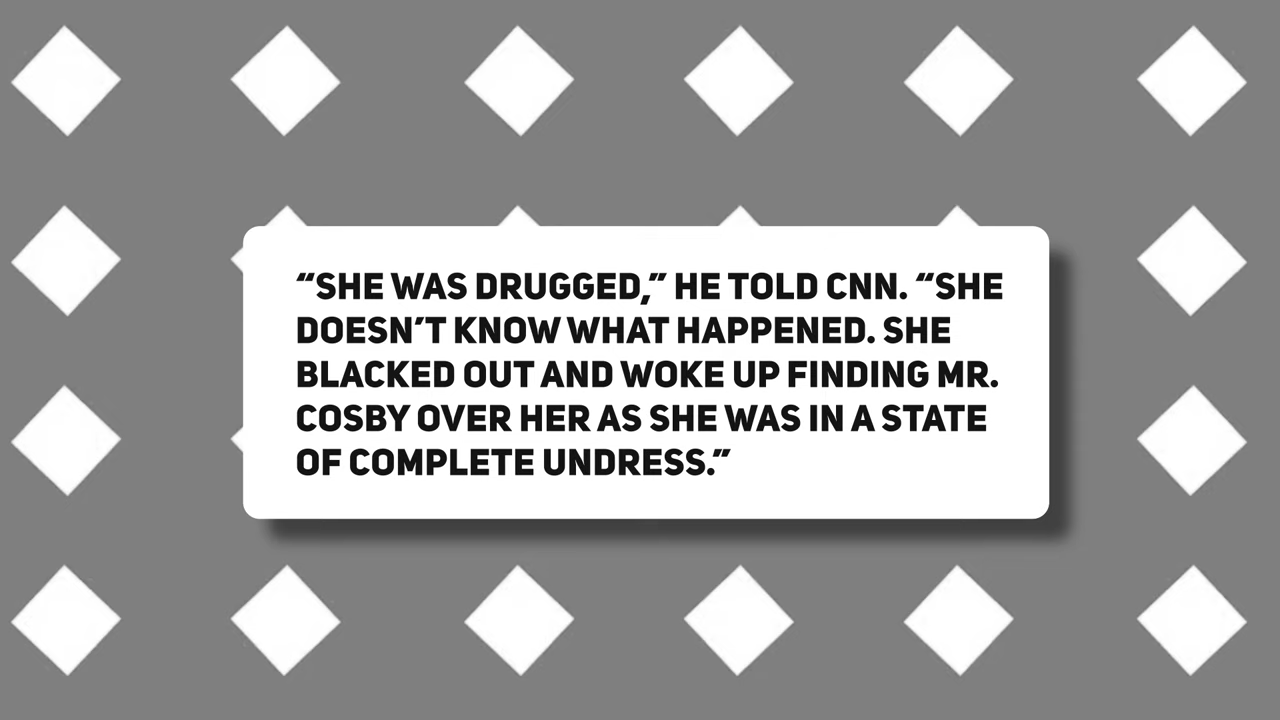 “SHE WAS DRUGGED,” HE TOLD CNN. “SHE
DOESN’T KNOW WHAT HAPPENED. SHE
BLACKED OUT AND WOKE UP FINDING MR.
COSBY OVER HER AS SHE WAS IN A STATE
OF COMPLETE UNDRESS.”